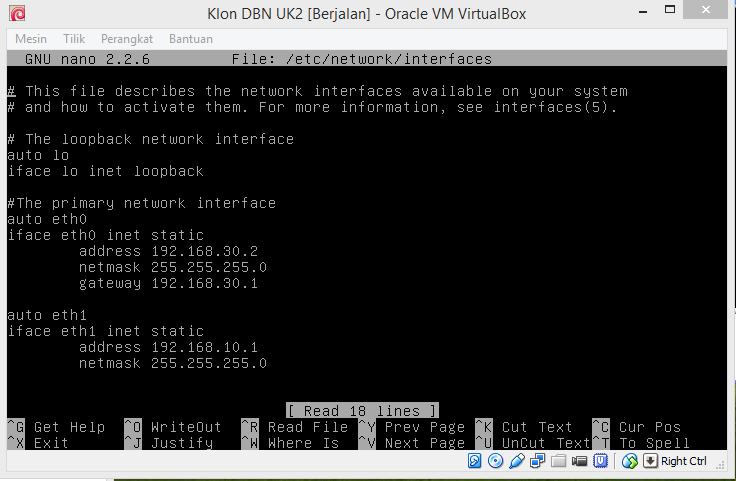 Klon DBN UK2 [Berjalan] - Oracle VM VirtualBox
Mesin Tilik Perangkat Bantuan
GNU nano 2.2.6 File: /etc/network/interfaces
# This file describes the network interfaces available on your system
# and how to activate them. For more information, see interfaces(5).
# The loopback network interface
auto lo
iface lo inet loopback
#The primary network interface
auto eth0
iface eth0 inet static
address 192.168.30.2
netmask 255.255.255.0
gateway 192.168.30.1
auto eth1
iface eth1 inet static
address 192.168.10.1
netmask 255.255.255.0
[ Read 18 lines ]
^G Get Help ^O WriteOut ^R Read File ^Y Prev Page ^K Cut Text ^C Cur Pos
^X Exit ^J Justify ^W Where Is ^V Next Page ^U UnCut Text ^T To Spell
Right Ctrl